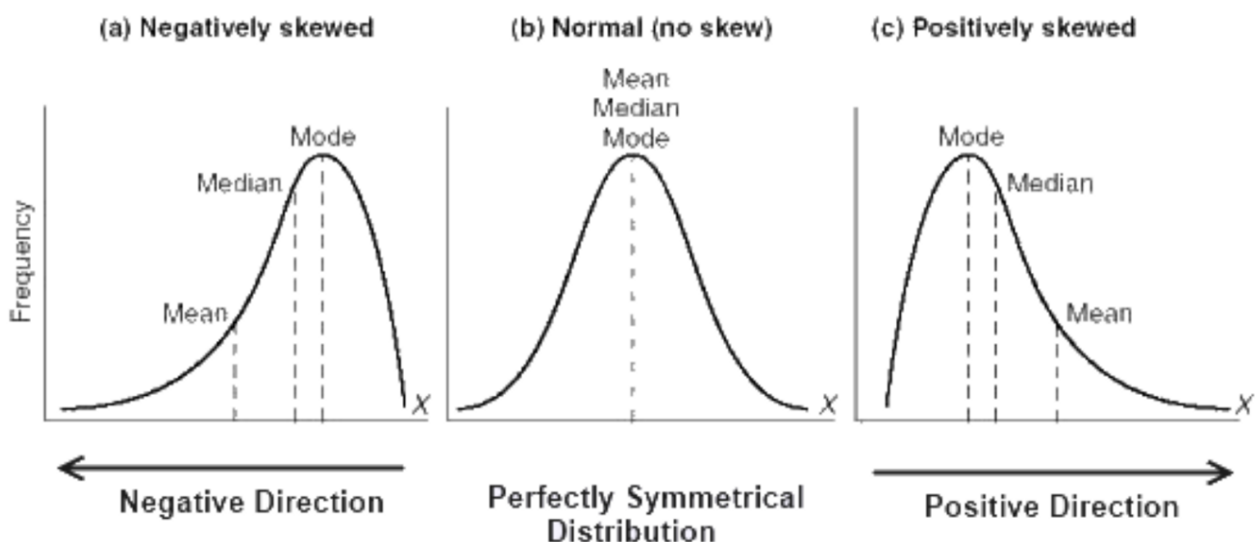 (a) Negatively skewed
(b) Normal (no skew)
(c) Positively skewed
Frequency
Mode
Median
Mean
X
Mean
Median
Mode
X
Mode
Median
Mean
X
Negative Direction
Perfectly Symmetrical
Distribution
Positive Direction